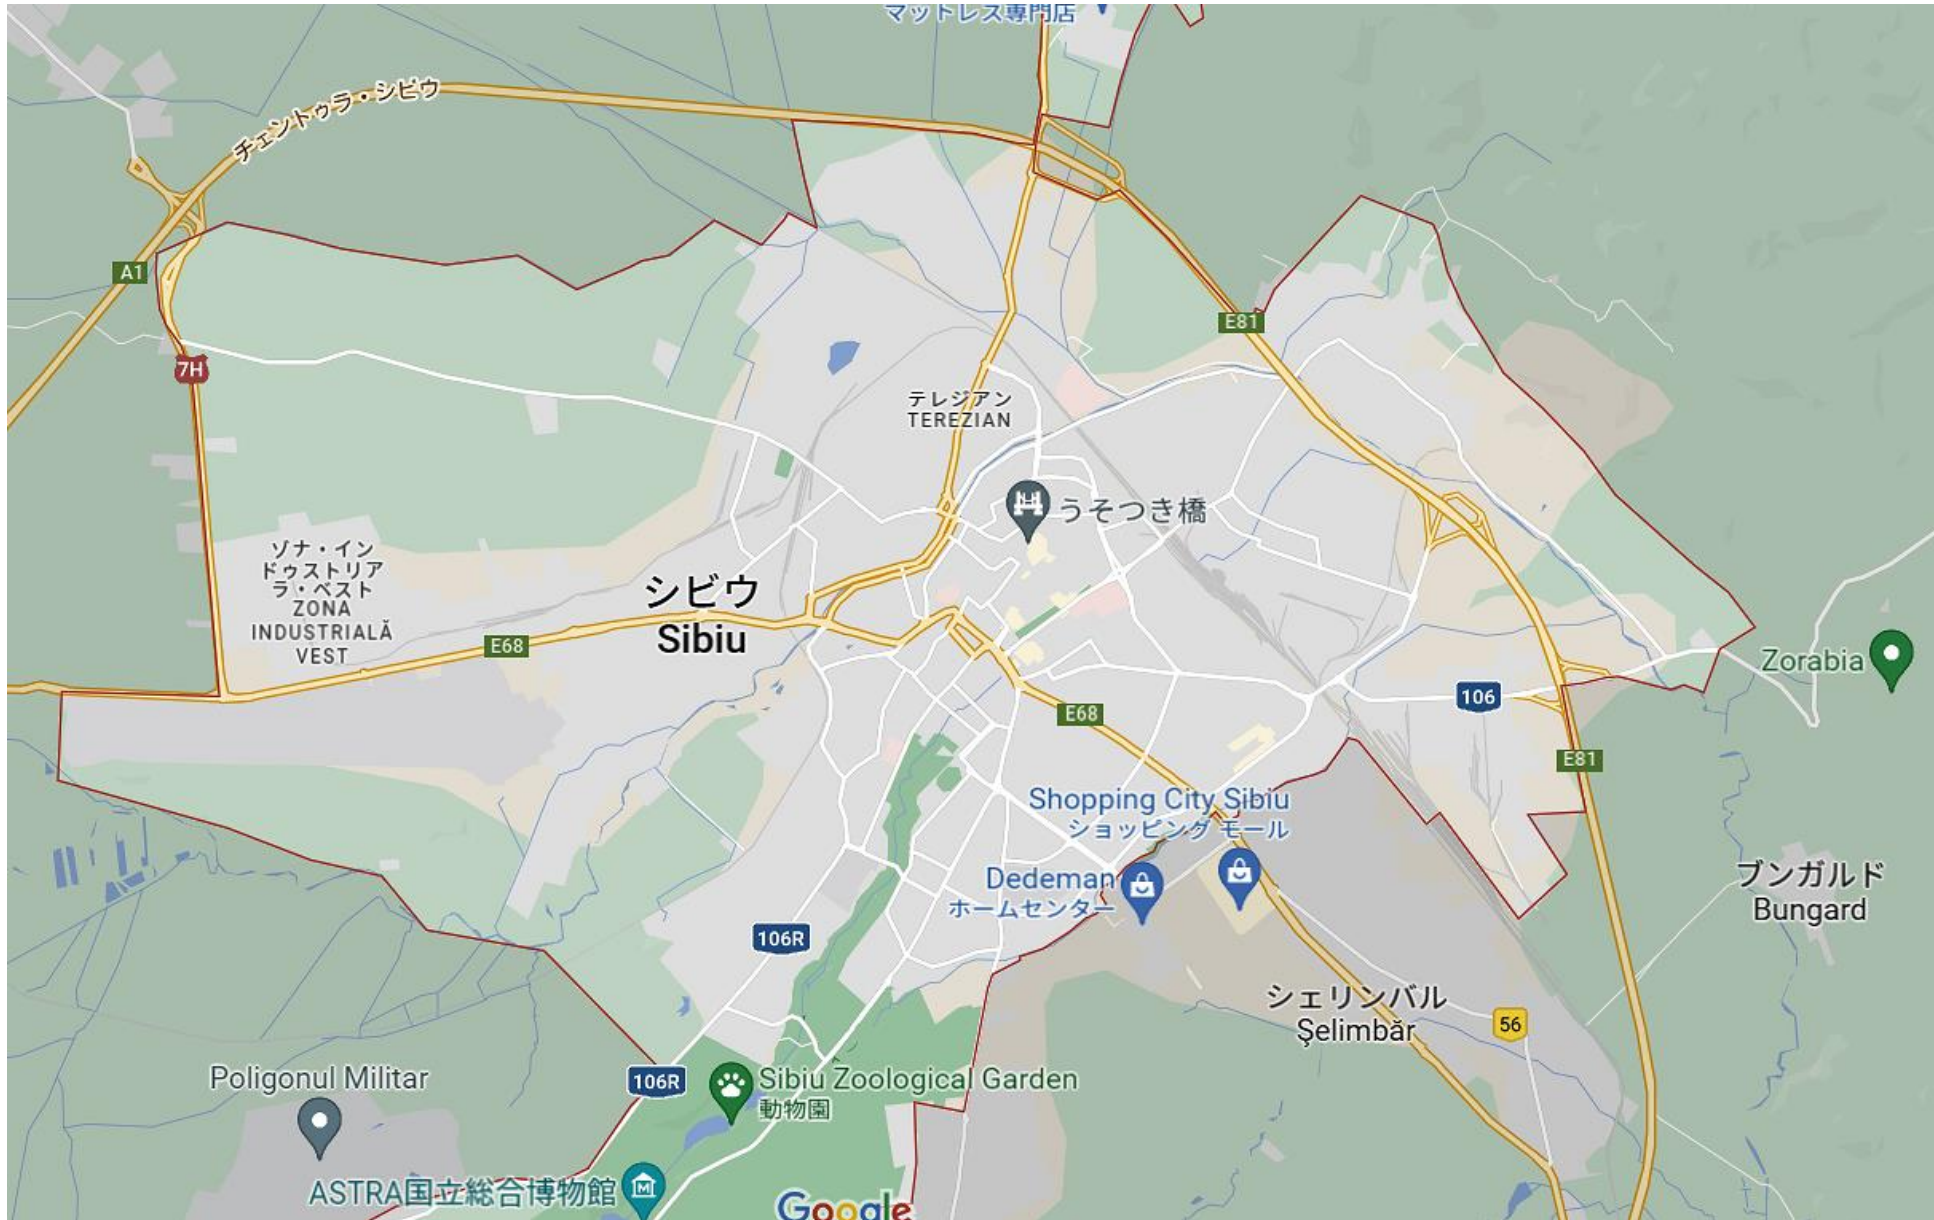 マットレス専門店
チェントゥラ・シビウ
A1
E81
7H
テレジアン
TEREZIAN
うそつき橋
ゾナ・イン
ドゥストリア
ラ・ベスト
ZONA
INDUSTRIALĂ
VEST
シビウ
Sibiu
E68
Zorabia
106
E68
E81
Shopping City Sibiu
ショッピング モール
Dedeman
ホームセンター
ブンガルド
Bungard
106R
シェリンバル
Şelimbăr
56
Poligonul Militar
106R
Sibiu Zoological Garden
動物園
ASTRA国立総合博物館
Google